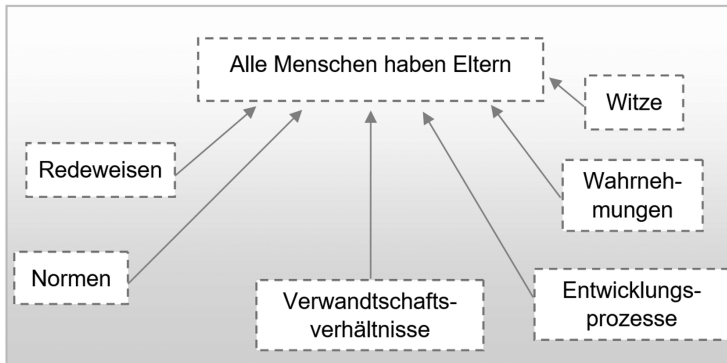 Alle Menschen haben Eltern
Witze
Redeweisen
Wahrneh-
mungen
Normen
Verwandtschafts-
verhältnisse
Entwicklungs-
prozesse